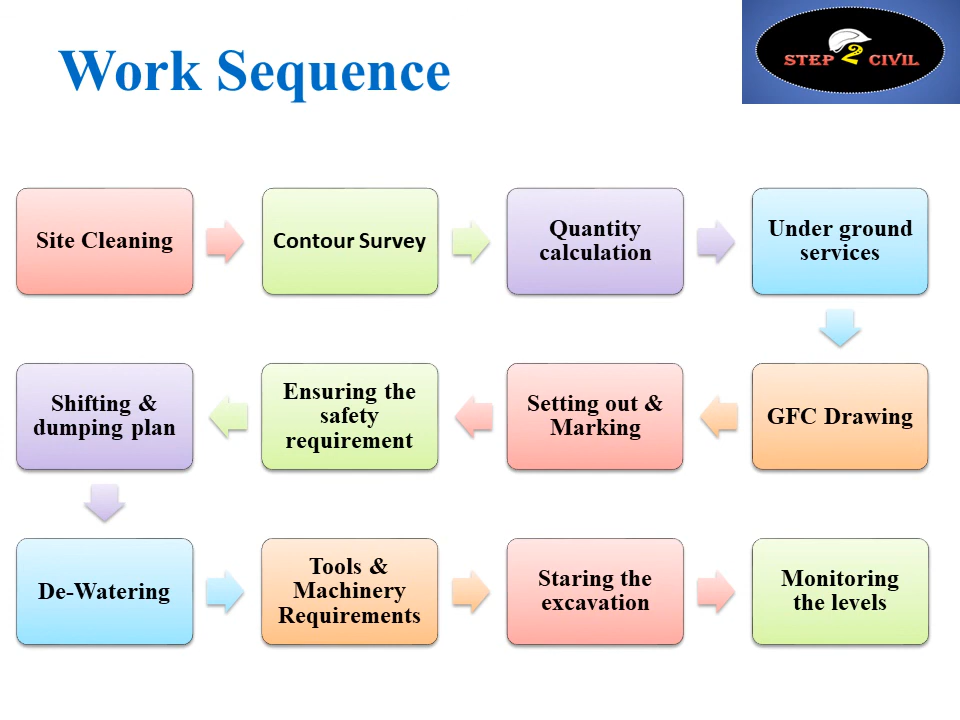 Work Sequence
STEP 2 CIVIL
Site Cleaning
Contour Survey
Quantity
calculation
Under ground
services
GFC Drawing
Setting out &
Marking
Ensuring the
safety
requirement
Shifting &
dumping plan
De-Watering
Tools &
Machinery
Requirements
Staring the
excavation
Monitoring
the levels